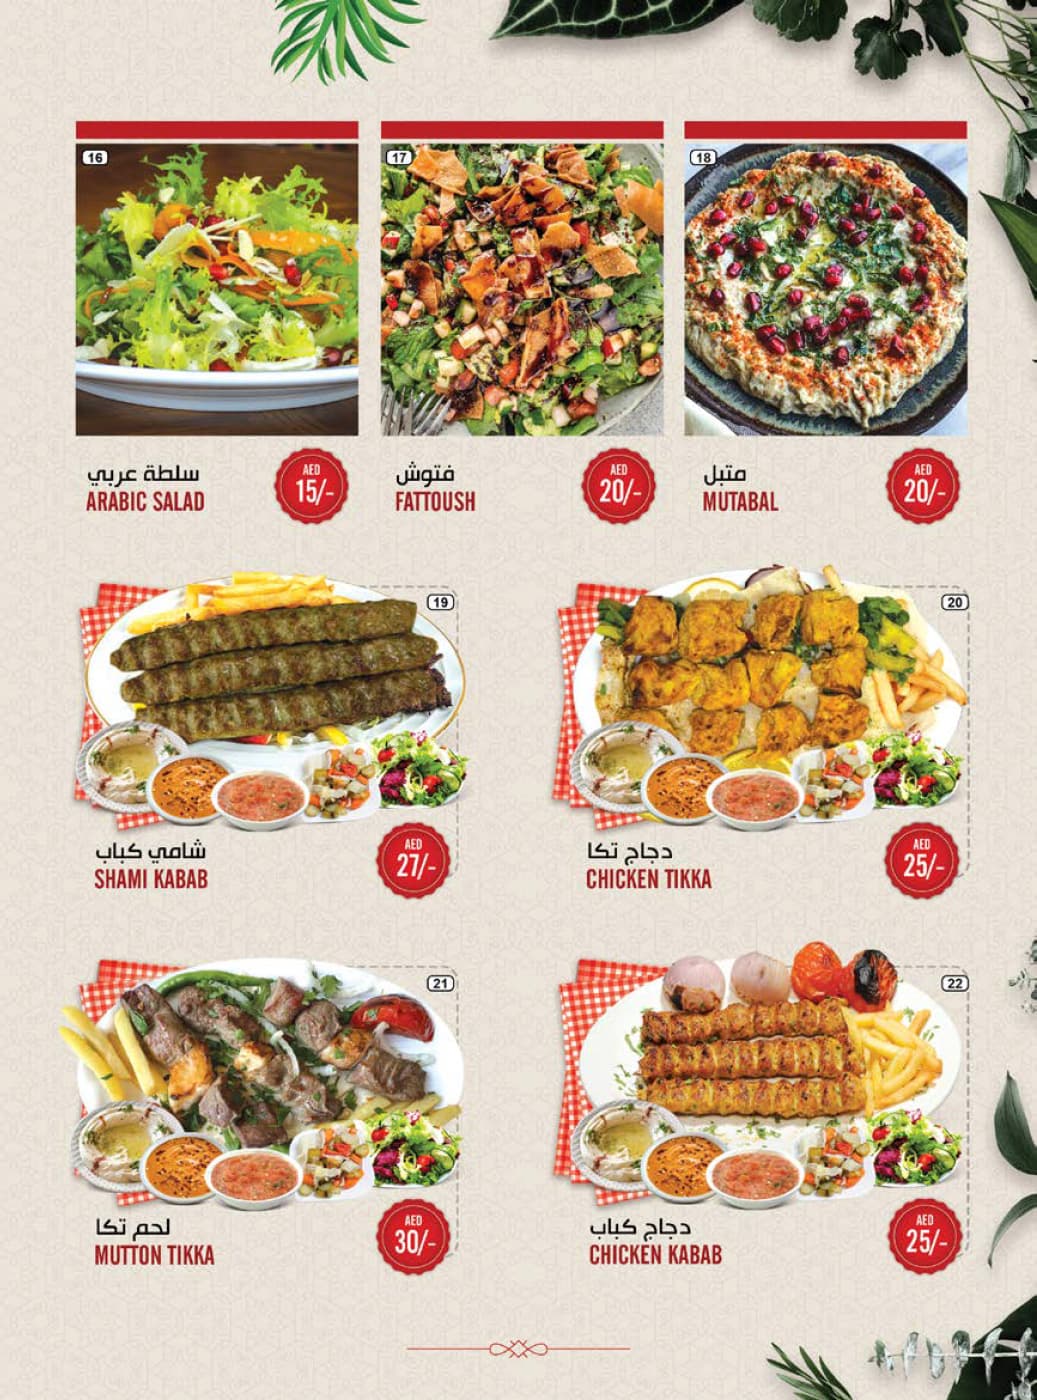 16
سلطة عربي
ARABIC SALAD
AED
15/-
17
فتوش
FATTOUSH
AED
20/-
18
متبل
MUTABAL
AED
20/-
19
شامي كباب
SHAMI KABAB
AED
27/-
20
دجاج تكا
CHICKEN TIKKA
AED
25/-
21
لحم تكا
MUTTON TIKKA
AED
30/-
22
دجاج كباب
CHICKEN KABAB
AED
25/-